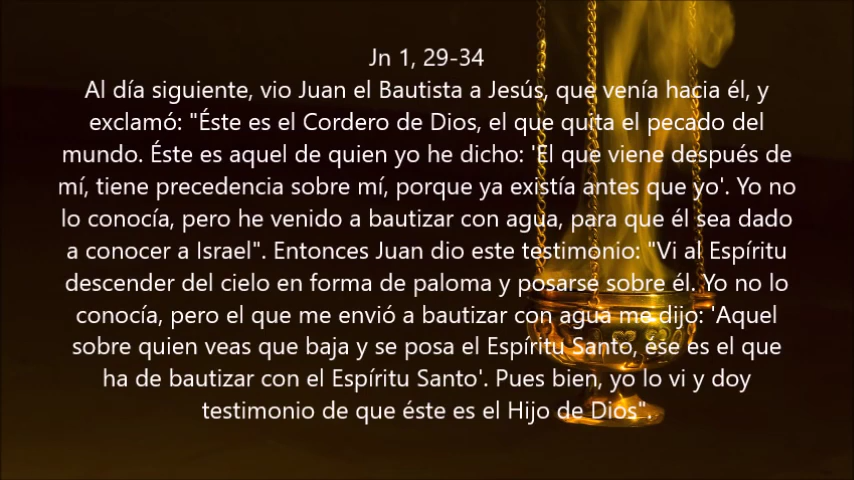 Jn 1, 29-34
Al día siguiente, vio Juan el Bautista a Jesús, que venía hacia él, y
exclamó: "Éste es el Cordero de Dios, el que quita el pecado del
mundo. Éste es aquel de quien yo he dicho: 'El que viene después de
mí, tiene precedencia sobre mí, porque ya existía antes que yo'. Yo no
lo conocía, pero he venido a bautizar con agua, para que él sea dado
a conocer a Israel". Entonces Juan dio este testimonio: "Vi al Espíritu
descender del cielo en forma de paloma y posarse sobre él. Yo no lo
conocía, pero el que me envió a bautizar con agua me dijo: 'Aquel
sobre quien veas que baja y se posa el Espíritu Santo, ése es el que
ha de bautizar con el Espíritu Santo'. Pues bien, yo lo vi y doy
testimonio de que éste es el Hijo de Dios".